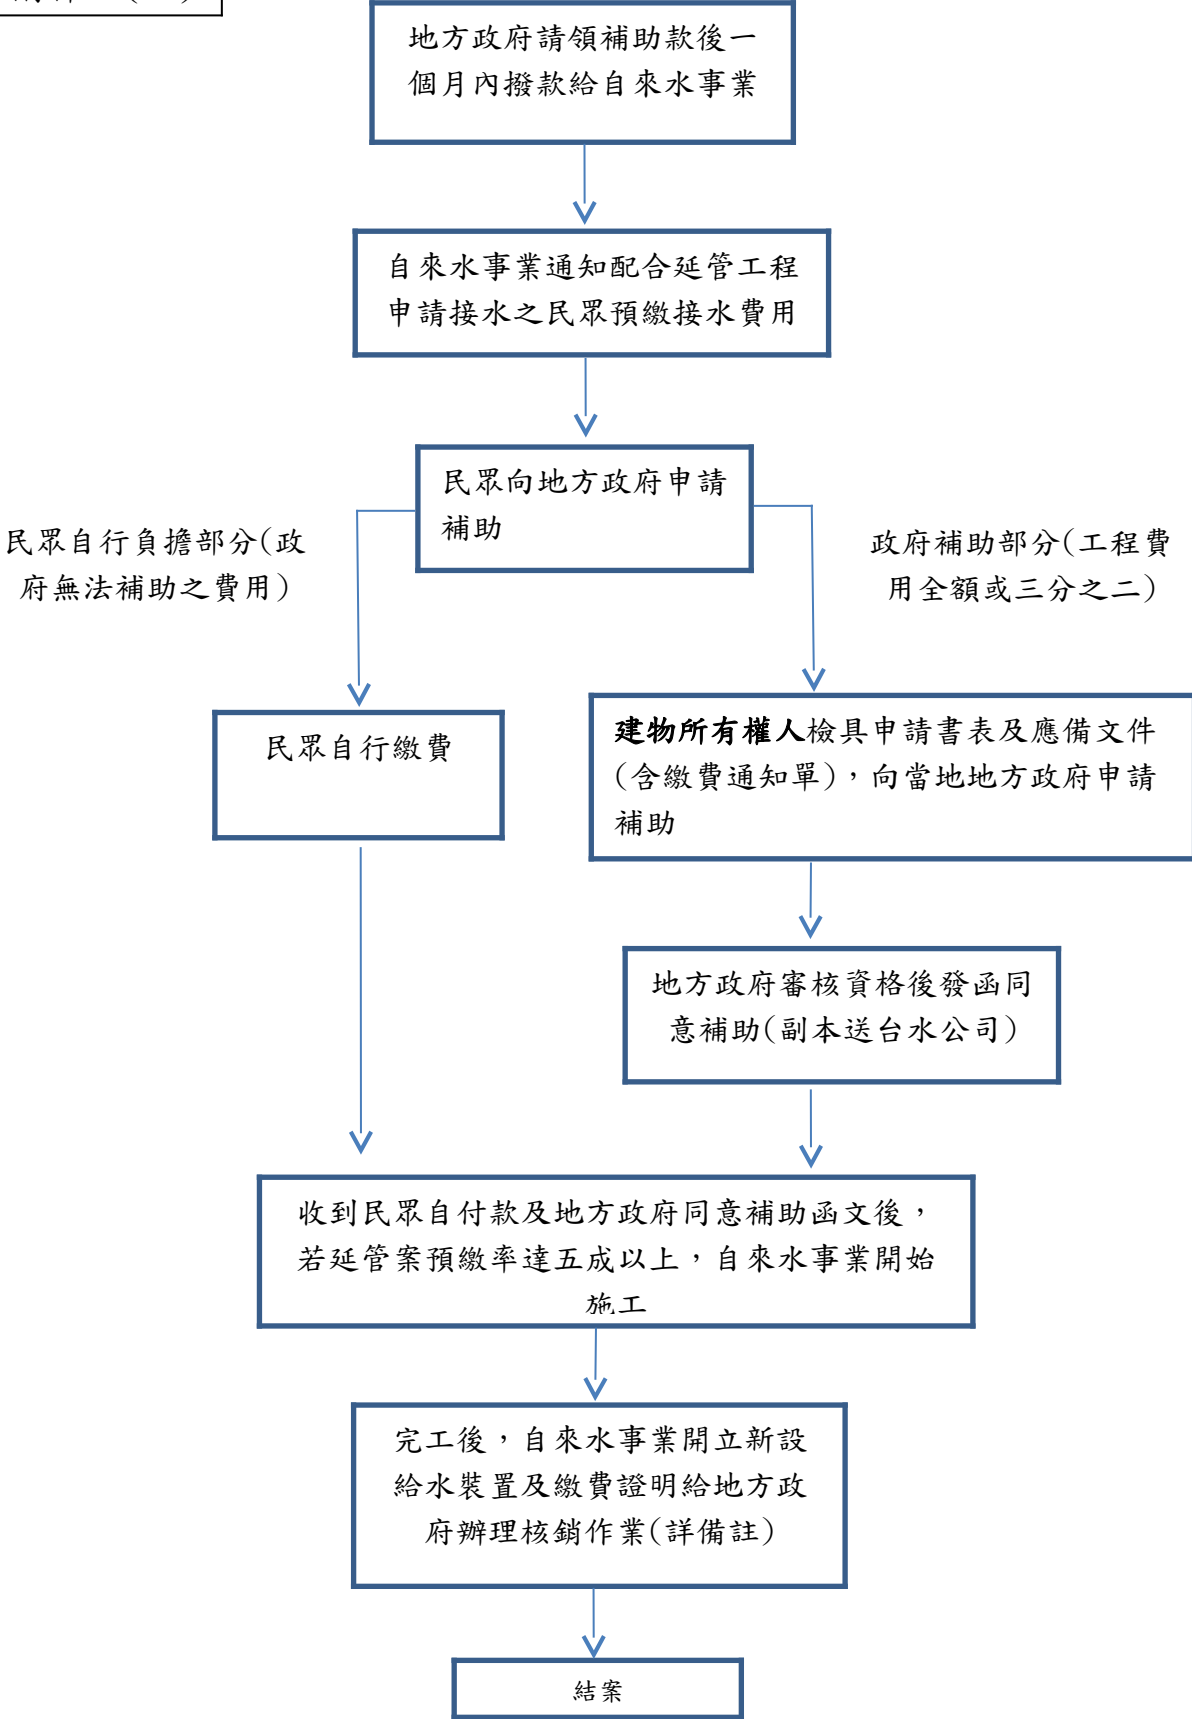 地方政府請領補助款後一
個月內撥款給自來水事業
自來水事業通知配合延管工程
申請接水之民眾預繳接水費用
民眾向地方政府申請
補助
民眾自行負擔部分(政
府無法補助之費用)
政府補助部分(工程費
用全額或三分之二)
民眾自行繳費
建物所有權人檢具申請書表及應備文件
(含繳費通知單)，向當地地方政府申請
補助
地方政府審核資格後發函同
意補助(副本送台水公司)
收到民眾自付款及地方政府同意補助函文後，
若延管案預繳率達五成以上，自來水事業開始
施工
完工後，自來水事業開立新設
給水裝置及繳費證明給地方政
府辦理核銷作業(詳備註)
結案